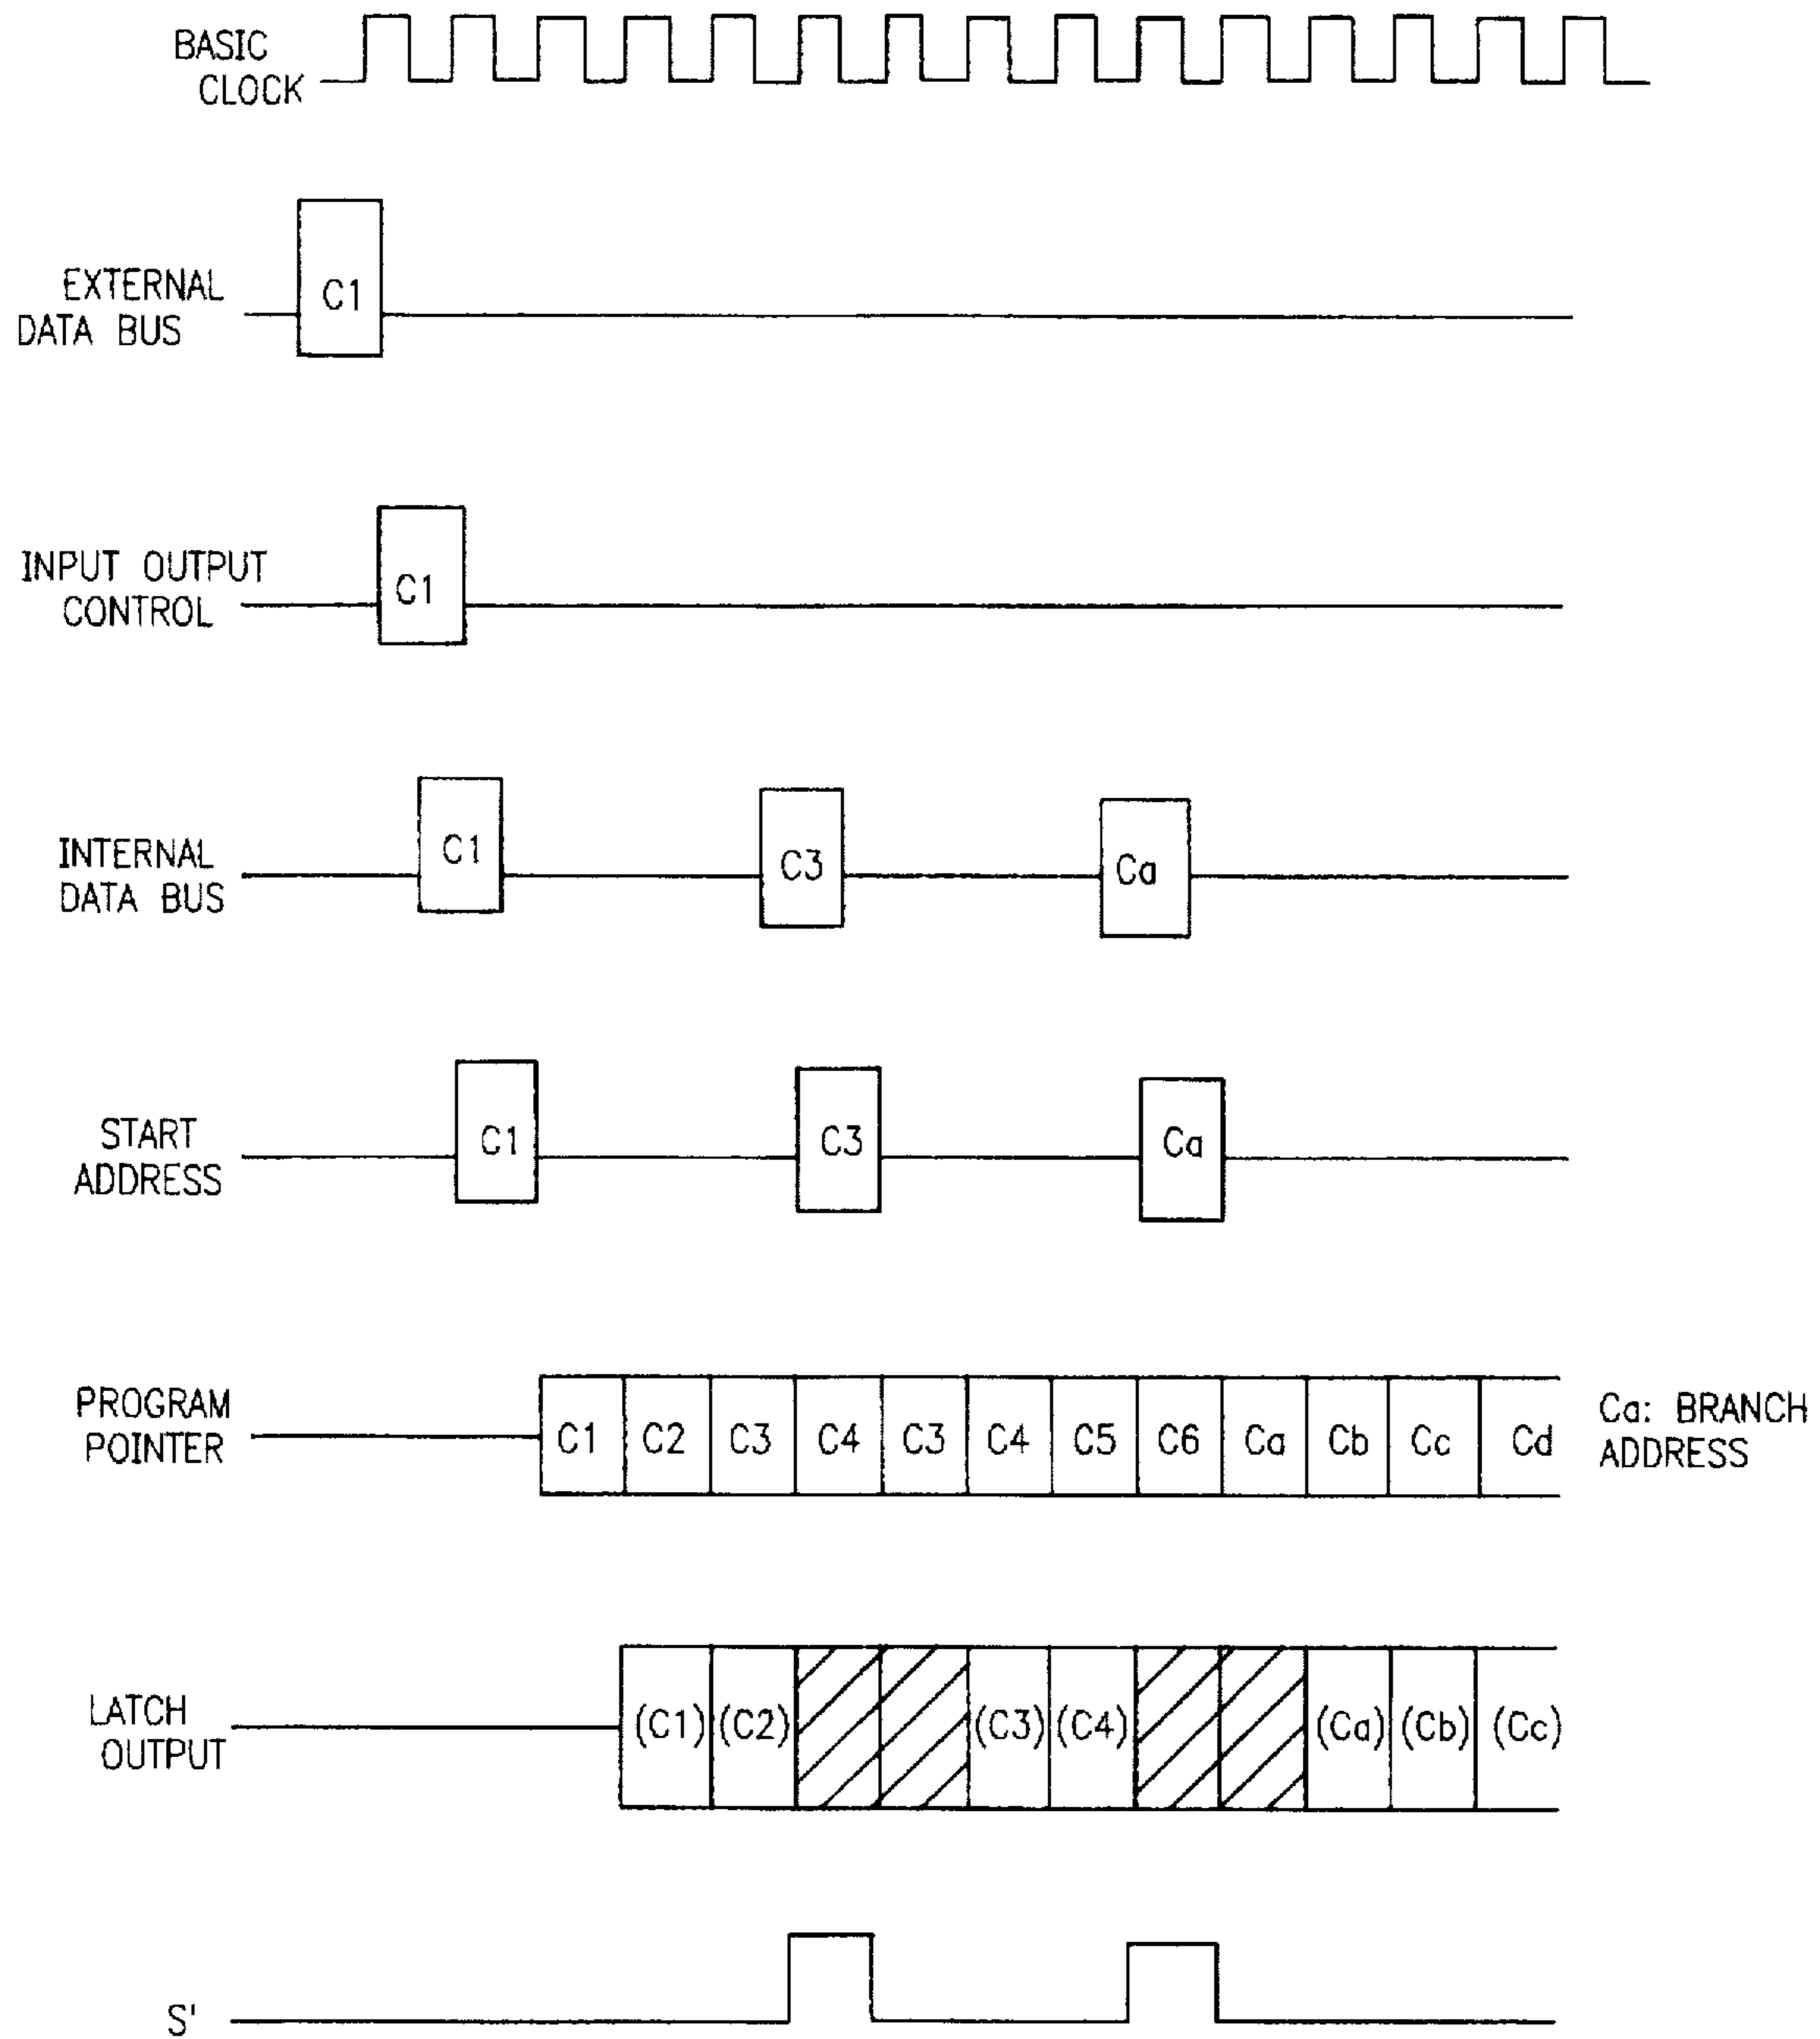 BASIC
CLOCK
EXTERNAL
DATA BUS
C1
INPUT OUTPUT
CONTROL
C1
INTERNAL
DATA BUS
C1 C3 Ca
START
ADDRESS
C1 C3 Ca
PROGRAM
POINTER
C1 C2 C3 C4 C3 C4 C5 C6 Ca Cb Cc Cd
Ca: BRANCH
ADDRESS
LATCH
OUTPUT
(C1) (C2) (C3) (C4) (Ca) (Cb) (Cc)
S'